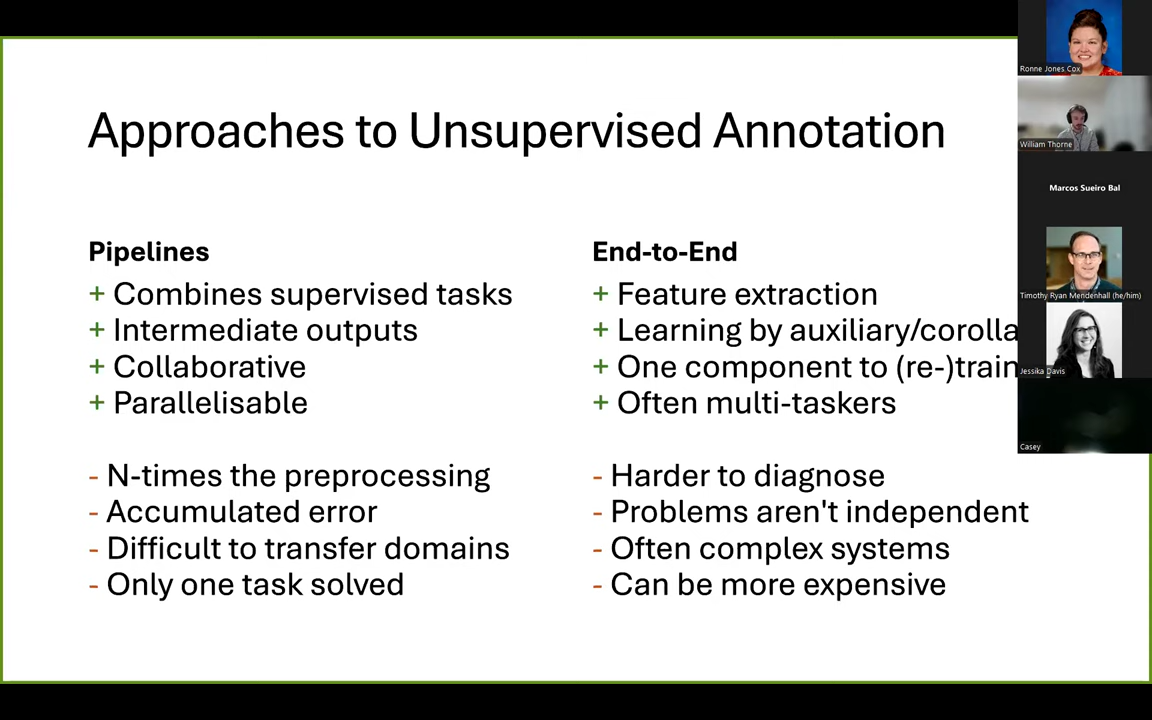 Approaches to Unsupervised Annotation
Pipelines
+ Combines supervised tasks
+ Intermediate outputs
+ Collaborative
+ Parallelisable
- N-times the preprocessing
- Accumulated error
- Difficult to transfer domains
- Only one task solved
End-to-End
+ Feature extraction
+ Learning by auxiliary/corolla
+ One component to (re-)train
+ Often multi-taskers
- Harder to diagnose
- Problems aren't independent
- Often complex systems
- Can be more expensive
Ronne Jones Cox
William Thorne
Marcos Sueiro Bal
Timothy Ryan Mendenhall (he/him)
Jessika Davis
Casey